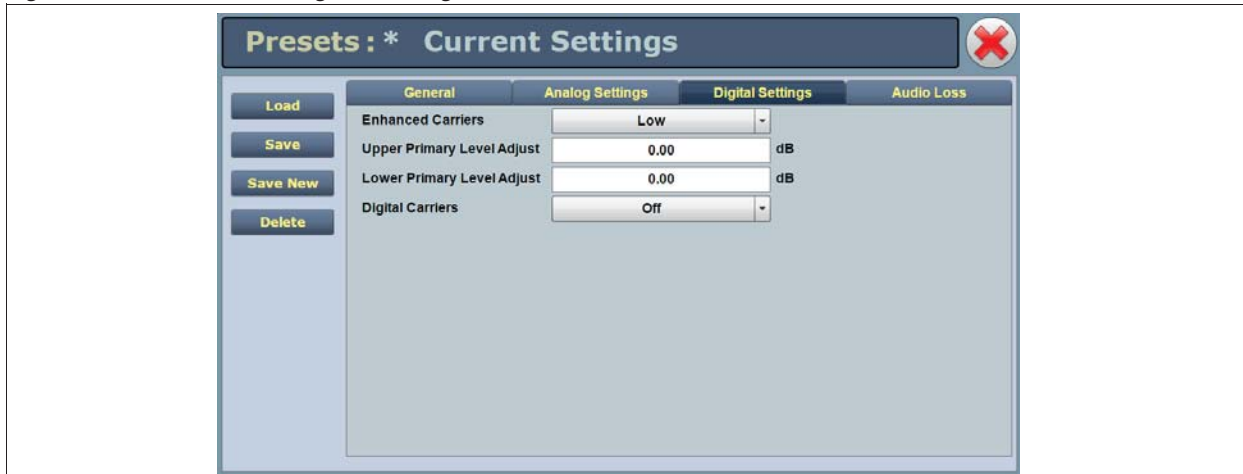 Presets:* Current Settings
Load
Save
Save New
Delete
General Analog Settings Digital Settings Audio Loss
Enhanced Carriers Low
Upper Primary Level Adjust 0.00 dB
Lower Primary Level Adjust 0.00 dB
Digital Carriers Off